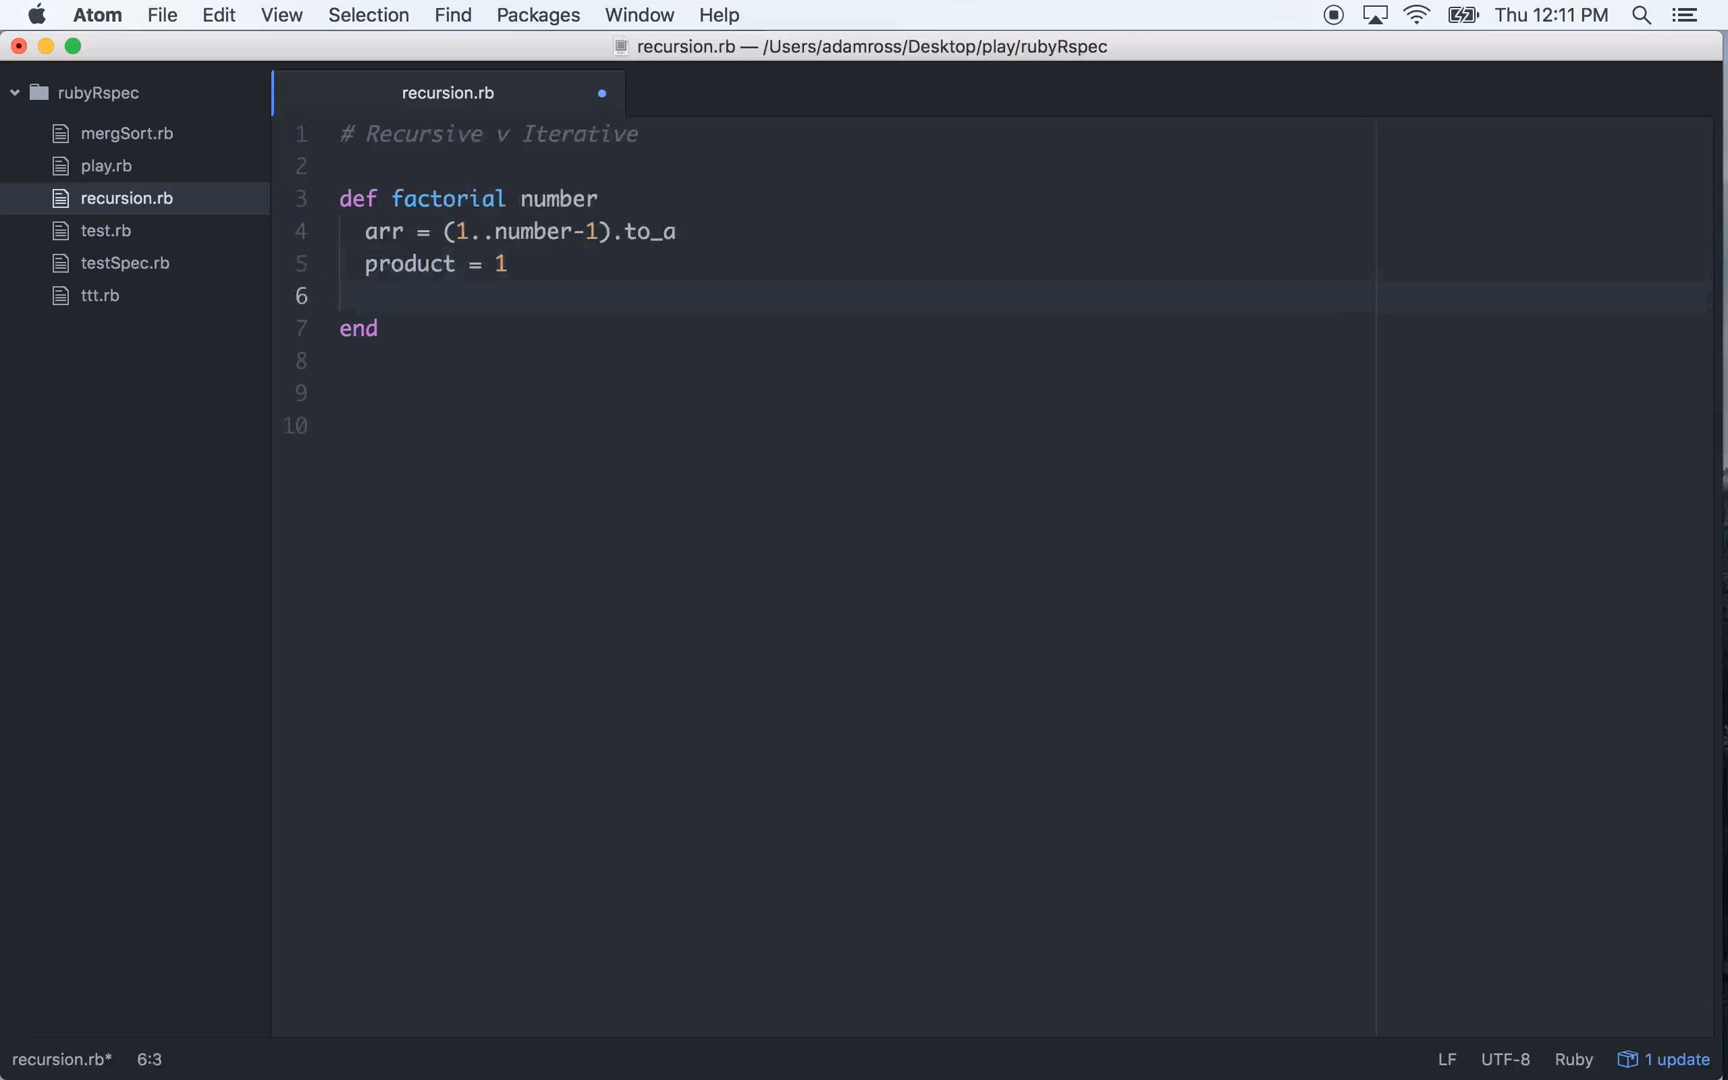 Atom File Edit View Selection Find Packages Window Help Thu 12:11 PM
recursion.rb — /Users/adamross/Desktop/play/rubyRspec
rubyRspec
mergSort.rb
play.rb
recursion.rb
test.rb
testSpec.rb
ttt.rb
recursion.rb
1 # Recursive v Iterative
2
3 def factorial number
4 arr = (1..number-1).to_a
5 product = 1
6
7 end
8
9
10
recursion.rb* 6:3 LF UTF-8 Ruby 1 update